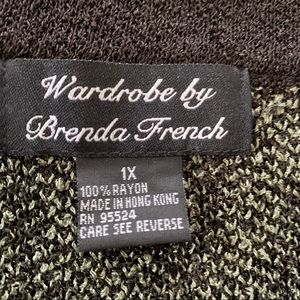 Wardrobe by
Brenda French
1X
100% RAYON
MADE IN HONG KONG
RN 95524
CARE SEE REVERSE